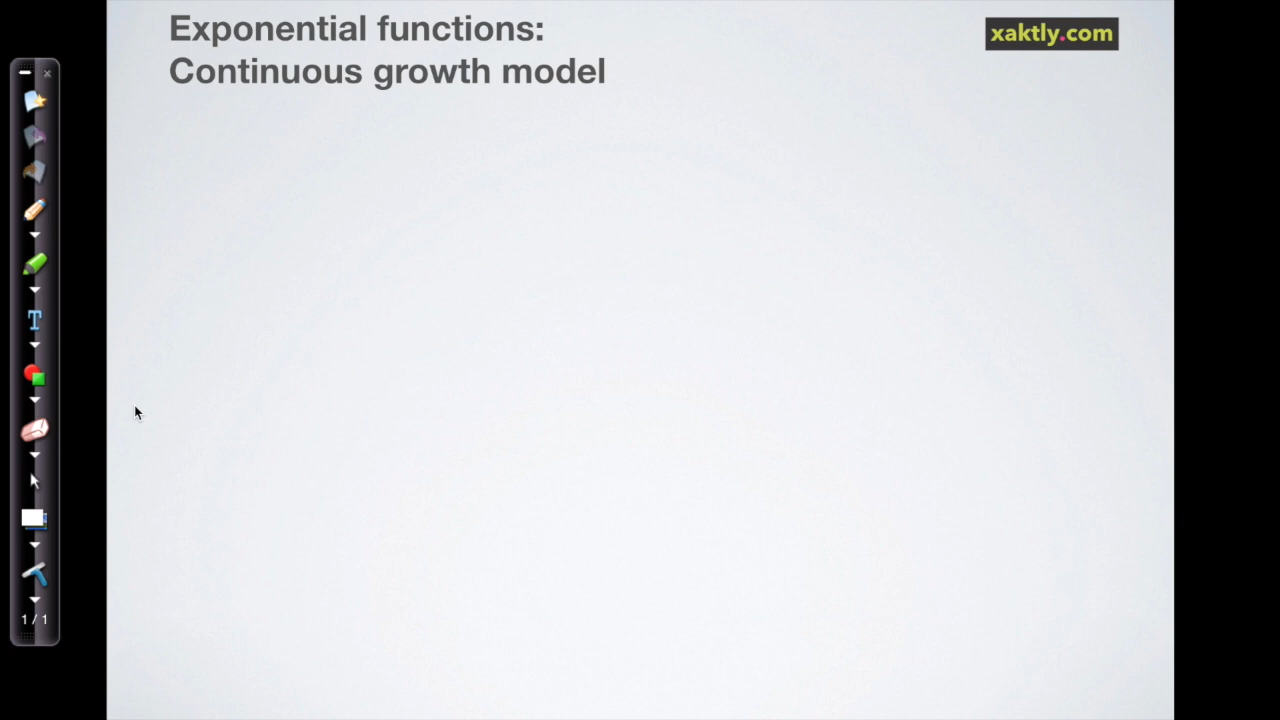 Exponential functions:
Continuous growth model
xaktly.com
T
1 / 1